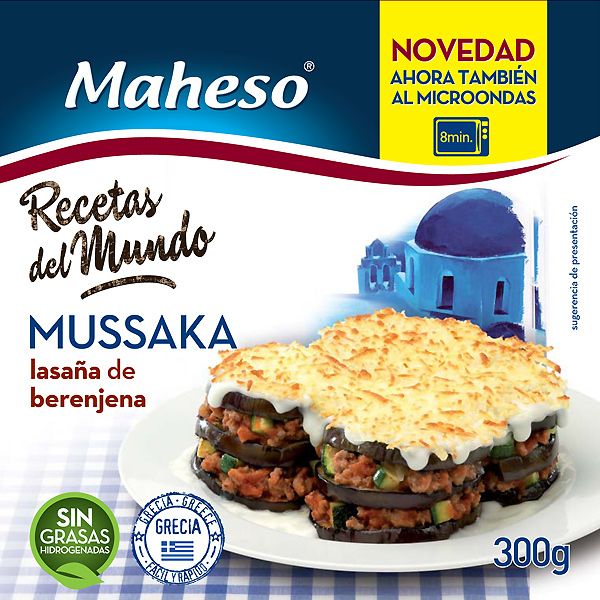 Maheso®
NOVEDAD
AHORA TAMBIÉN
AL MICROONDAS
8min.
Recetas
del Mundo
sugerencia de presentación
MUSSAKA
lasaña de
berenjena
SIN
GRASAS
HIDROGENADAS
GRECIA · GREECE
GRECIA
FÁCIL Y RÁPIDO
300g